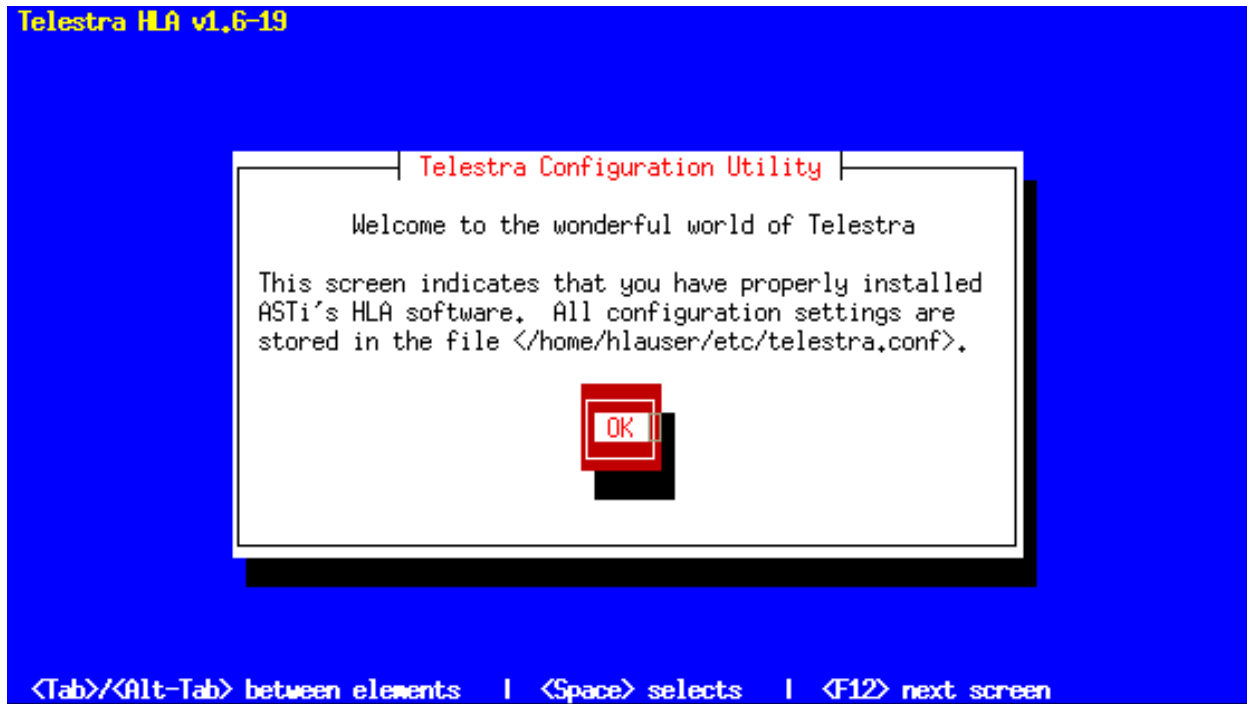 Telestra HLA v1.6-19
Telestra Configuration Utility
Welcome to the wonderful world of Telestra
This screen indicates that you have properly installed
ASTi's HLA software.  All configuration settings are
stored in the file </home/hlauser/etc/telestra.conf>.
OK
<Tab>/<Alt-Tab> between elements   |  <Space> selects   |  <F12> next screen